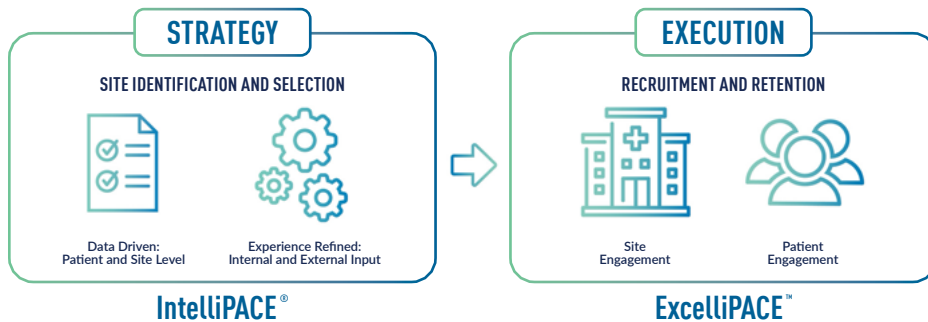 STRATEGY
SITE IDENTIFICATION AND SELECTION
Data Driven:
Patient and Site Level
Experience Refined:
Internal and External Input
IntelliPACE®
EXECUTION
RECRUITMENT AND RETENTION
Site
Engagement
Patient
Engagement
ExcelliPACE™